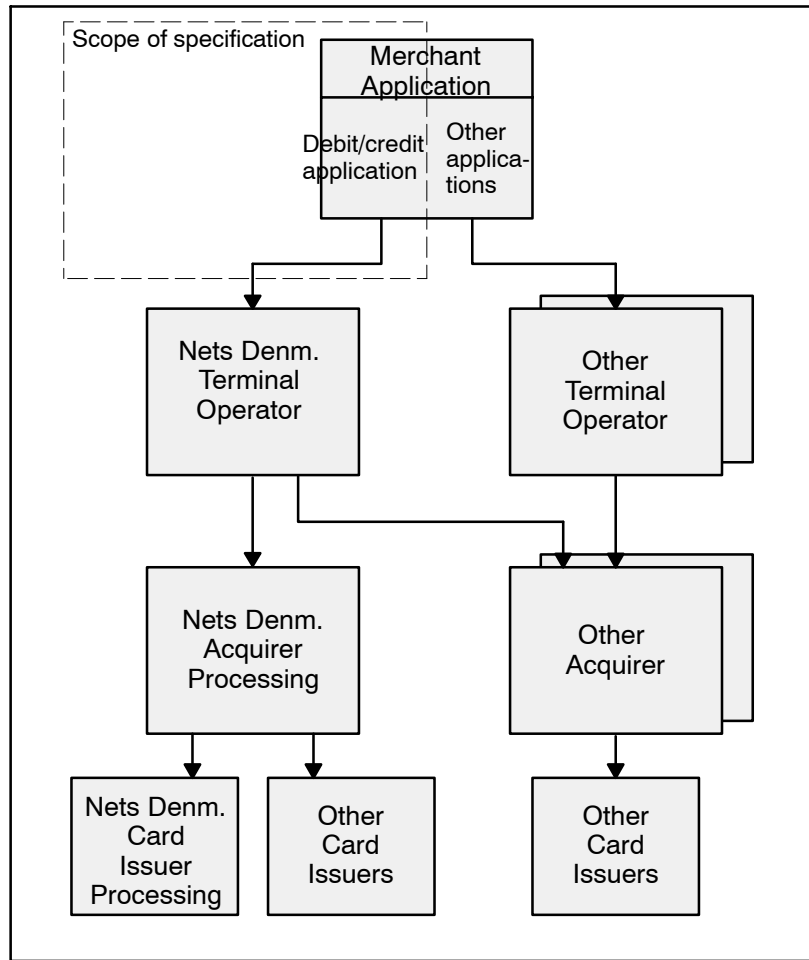 Scope of specification
Merchant
Application
Debit/credit
application
Other
applica-
tions
Nets Denm.
Terminal
Operator
Other
Terminal
Operator
Nets Denm.
Acquirer
Processing
Other
Acquirer
Nets Denm.
Card
Issuer
Processing
Other
Card
Issuers
Other
Card
Issuers